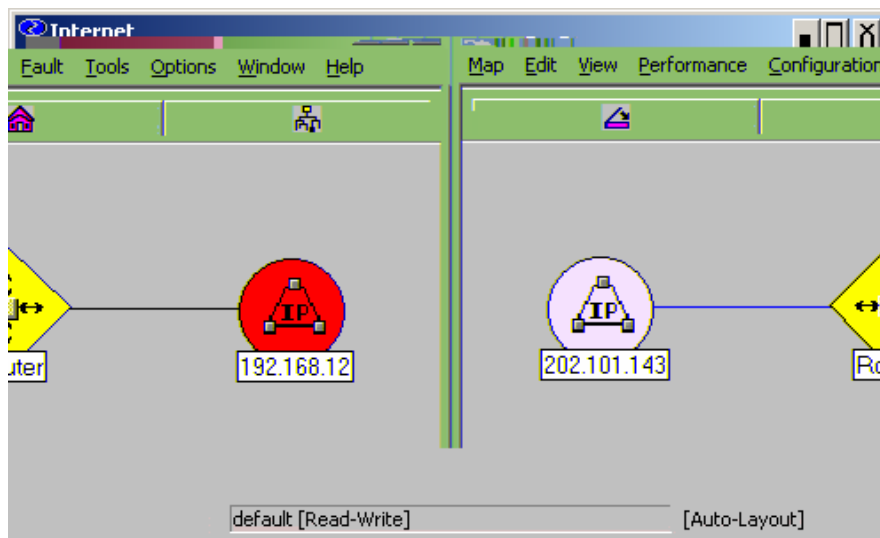 Internet
Fault Tools Options Window Help
Map Edit View Performance Configuration
IP
192.168.12
uter
IP
202.101.143
Ro
default [Read-Write]
[Auto-Layout]